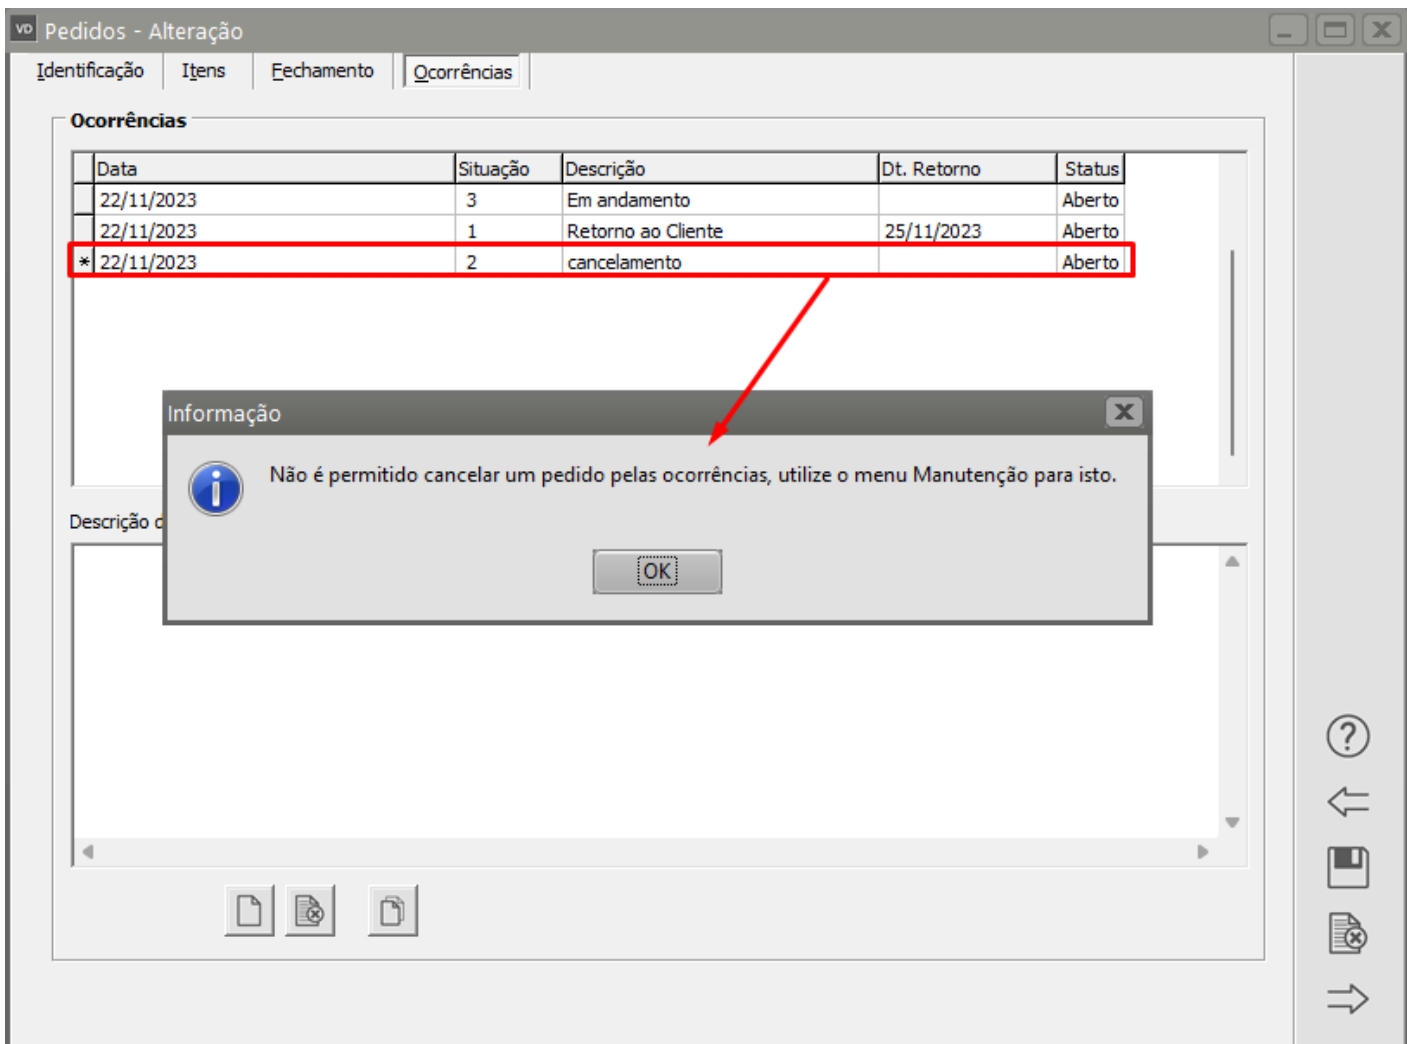 VD Pedidos - Alteração
Identificação Itens Fechamento Ocorrências
Ocorrências
Data Situação Descrição Dt. Retorno Status
22/11/2023 3 Em andamento Aberto
22/11/2023 1 Retorno ao Cliente 25/11/2023 Aberto
* 22/11/2023 2 cancelamento Aberto
Informação
Não é permitido cancelar um pedido pelas ocorrências, utilize o menu Manutenção para isto.
OK
Descrição